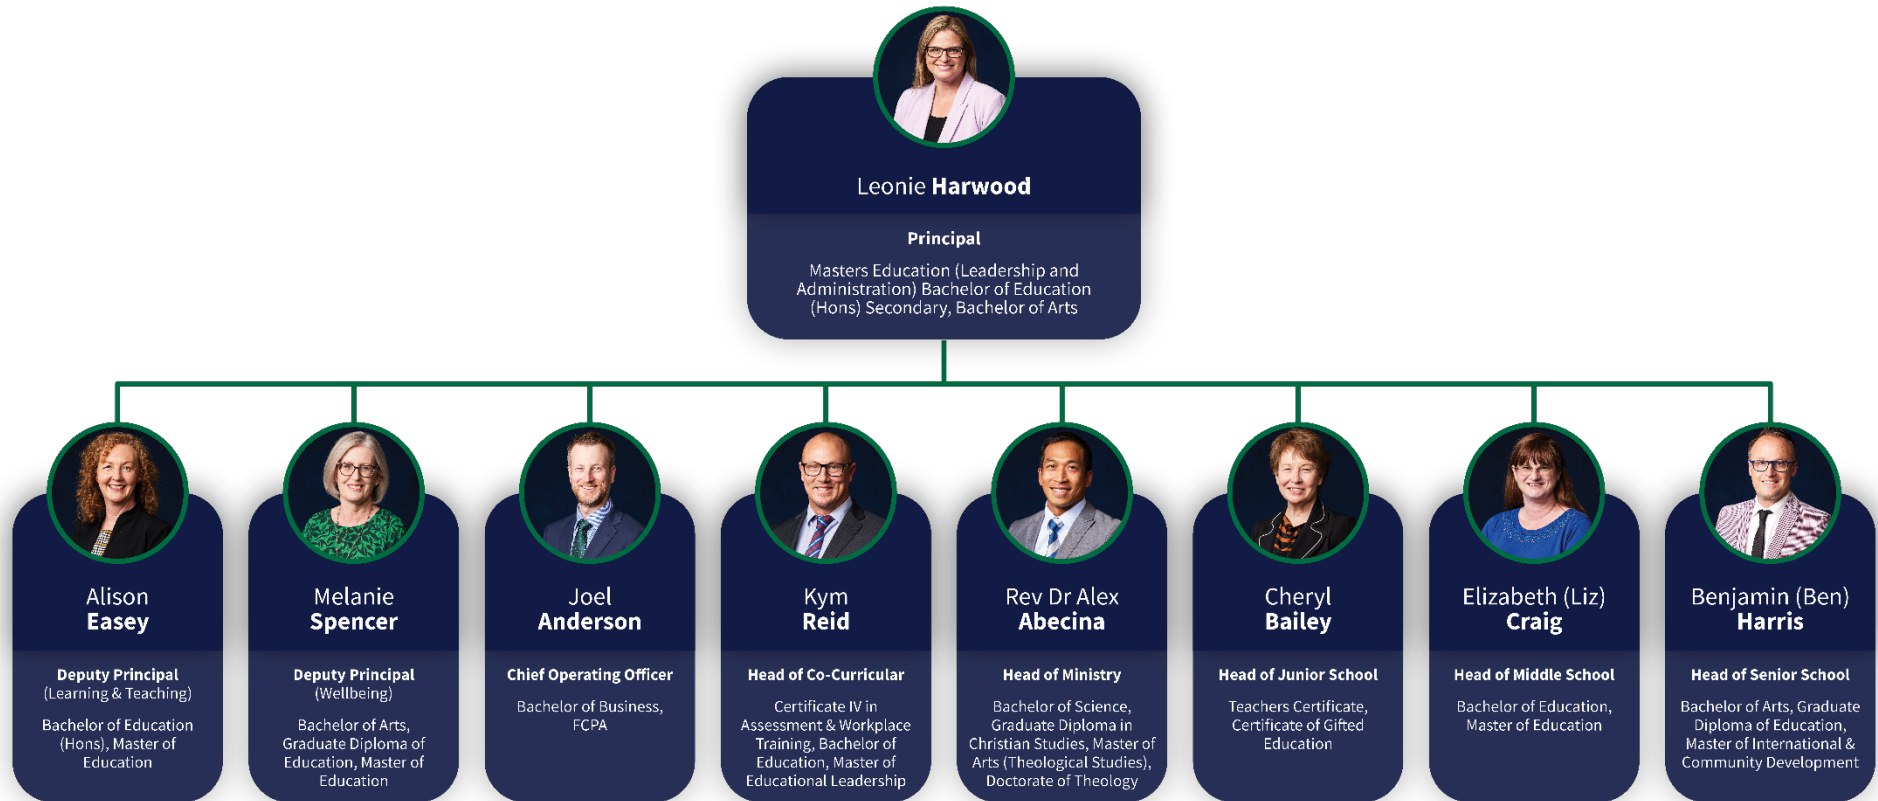 Leonie Harwood
Principal
Masters Education (Leadership and
Administration) Bachelor of Education
(Hons) Secondary, Bachelor of Arts
Alison
Easey
Deputy Principal
(Learning & Teaching)
Bachelor of Education
(Hons), Master of
Education
Melanie
Spencer
Deputy Principal
(Wellbeing)
Bachelor of Arts,
Graduate Diploma of
Education, Master of
Education
Joel
Anderson
Chief Operating Officer
Bachelor of Business,
FCPA
Kym
Reid
Head of Co-Curricular
Certificate IV in
Assessment & Workplace
Training, Bachelor of
Education, Master of
Educational Leadership
Rev Dr Alex
Abecina
Head of Ministry
Bachelor of Science,
Graduate Diploma in
Christian Studies, Master of
Arts (Theological Studies),
Doctorate of Theology
Cheryl
Bailey
Head of Junior School
Teachers Certificate,
Certificate of Gifted
Education
Elizabeth (Liz)
Craig
Head of Middle School
Bachelor of Education,
Master of Education
Benjamin (Ben)
Harris
Head of Senior School
Bachelor of Arts, Graduate
Diploma of Education,
Master of International &
Community Development